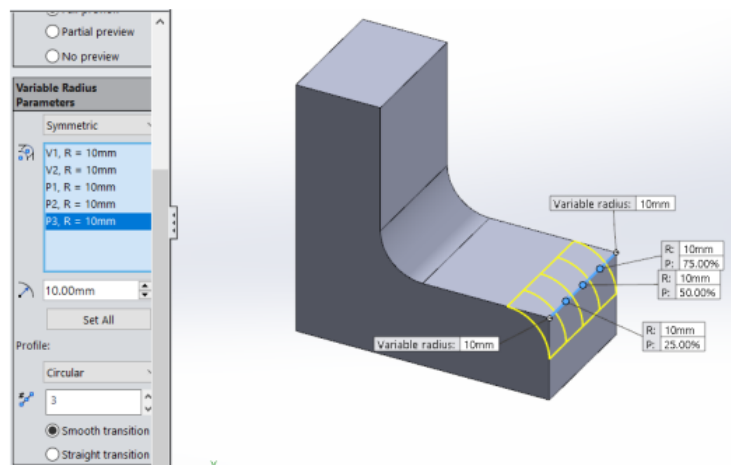 Partial preview
No preview
Variable Radius
Parameters
Symmetric
V1, R = 10mm
V2, R = 10mm
P1, R = 10mm
P2, R = 10mm
P3, R = 10mm
10.00mm
Set All
Profile:
Circular
3
Smooth transition
Straight transition
Variable radius: 10mm
R: 10mm
P: 75.00%
R: 10mm
P: 50.00%
R: 10mm
P: 25.00%
Variable radius: 10mm